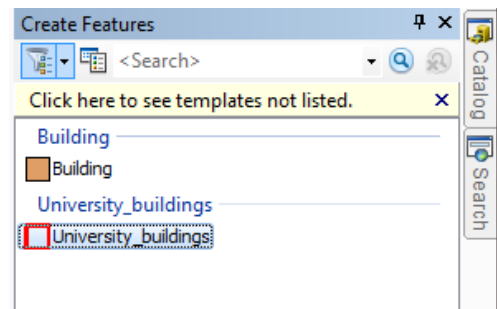 Create Features
<Search>
Click here to see templates not listed.
Building
Building
University_buildings
University_buildings
Catalog
Search